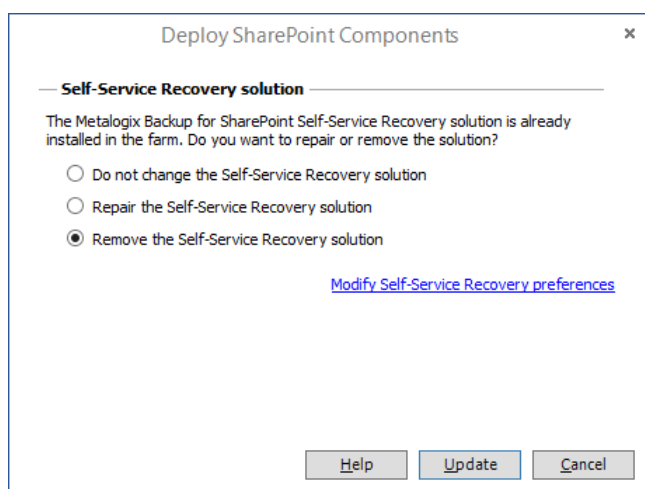 Deploy SharePoint Components
Self-Service Recovery solution
The Metalogix Backup for SharePoint Self-Service Recovery solution is already
installed in the farm. Do you want to repair or remove the solution?
Do not change the Self-Service Recovery solution
Repair the Self-Service Recovery solution
Remove the Self-Service Recovery solution
Modify Self-Service Recovery preferences
Help Update Cancel